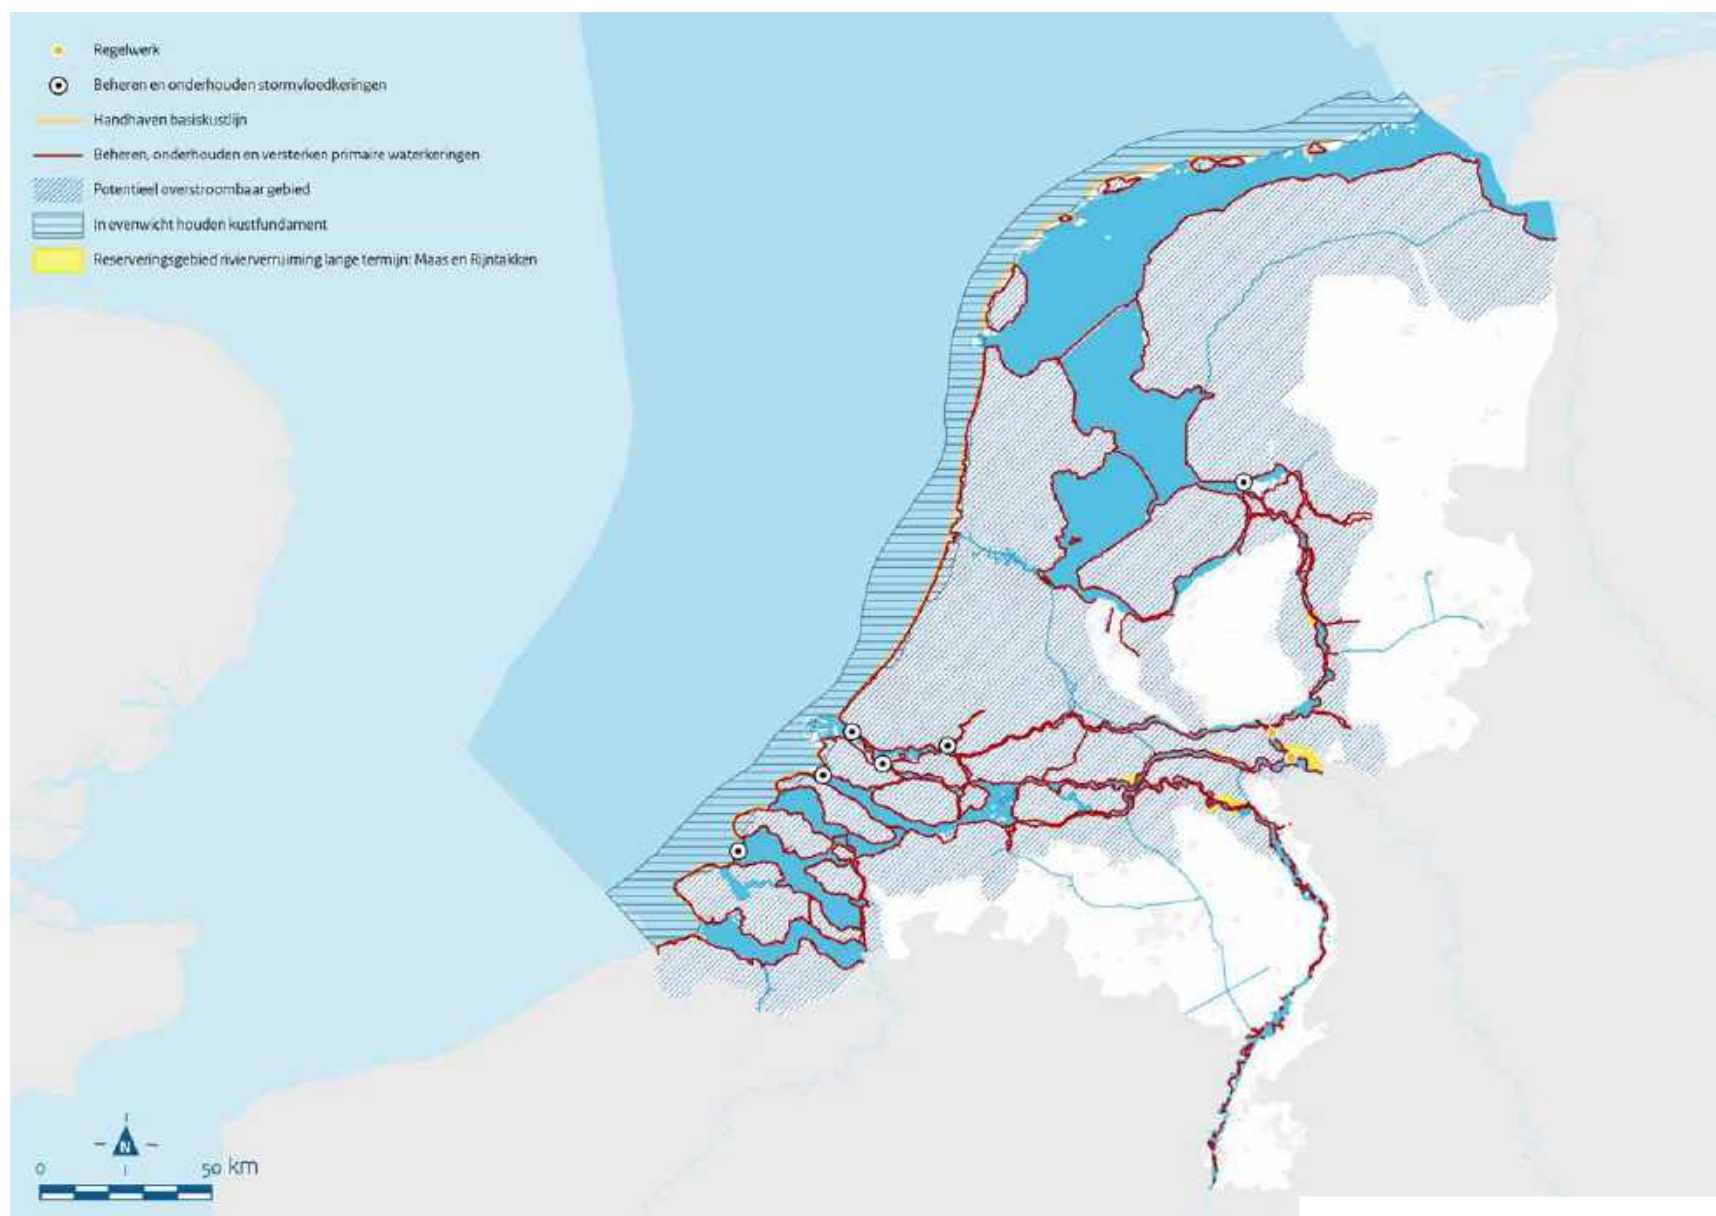 Regelwerk
Beheren en onderhouden stormvloedkeringen
Handhaven basiskustlijn
Beheren, onderhouden en versterken primaire waterkeringen
Potentieel overstroombaar gebied
In evenwicht houden kustfundament
Reserveringsgebied rivierverruiming lange termijn: Maas en Rijntakken
N
0 50 km